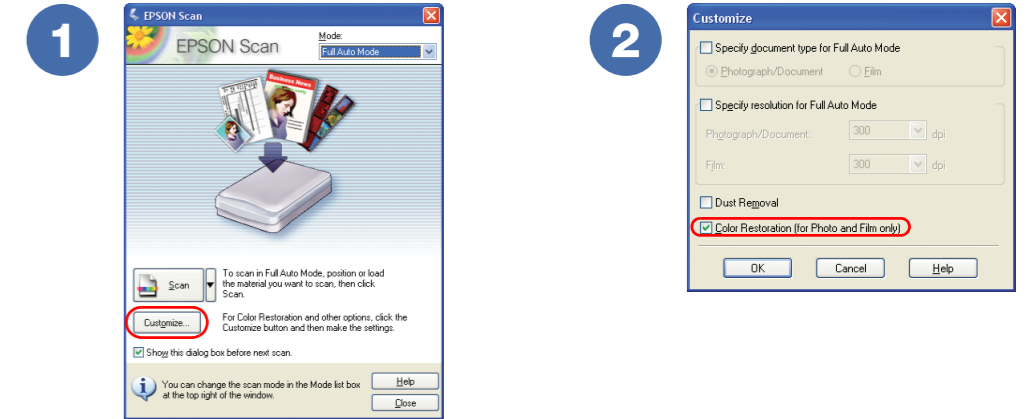 1
EPSON Scan
EPSON Scan
Mode:
Full Auto Mode
Business News
Scan
To scan in Full Auto Mode, position or load
the material you want to scan, then click
Scan.
Customize...
For Color Restoration and other options, click the
Customize button and then make the settings.
Show this dialog box before next scan.
You can change the scan mode in the Mode list box
at the top right of the window.
Help
Close
2
Customize
Specify document type for Full Auto Mode
Photograph/Document
Film
Specify resolution for Full Auto Mode
Photograph/Document:
300
dpi
Film:
300
dpi
Dust Removal
Color Restoration (for Photo and Film only)
OK
Cancel
Help